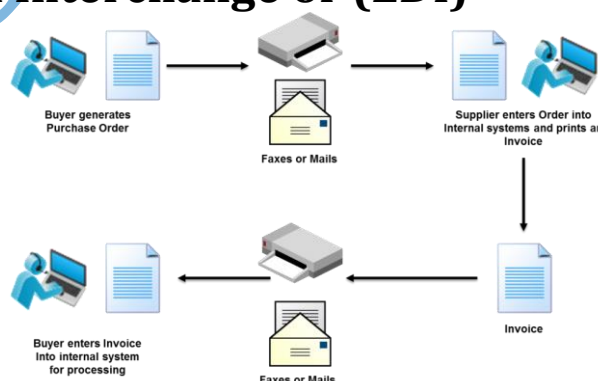 Interchange or (EDI)
Buyer generates
Purchase Order
Faxes or Mails
Supplier enters Order into
Internal systems and prints an
Invoice
Invoice
Faxes or Mails
Buyer enters Invoice
Into internal system
for processing